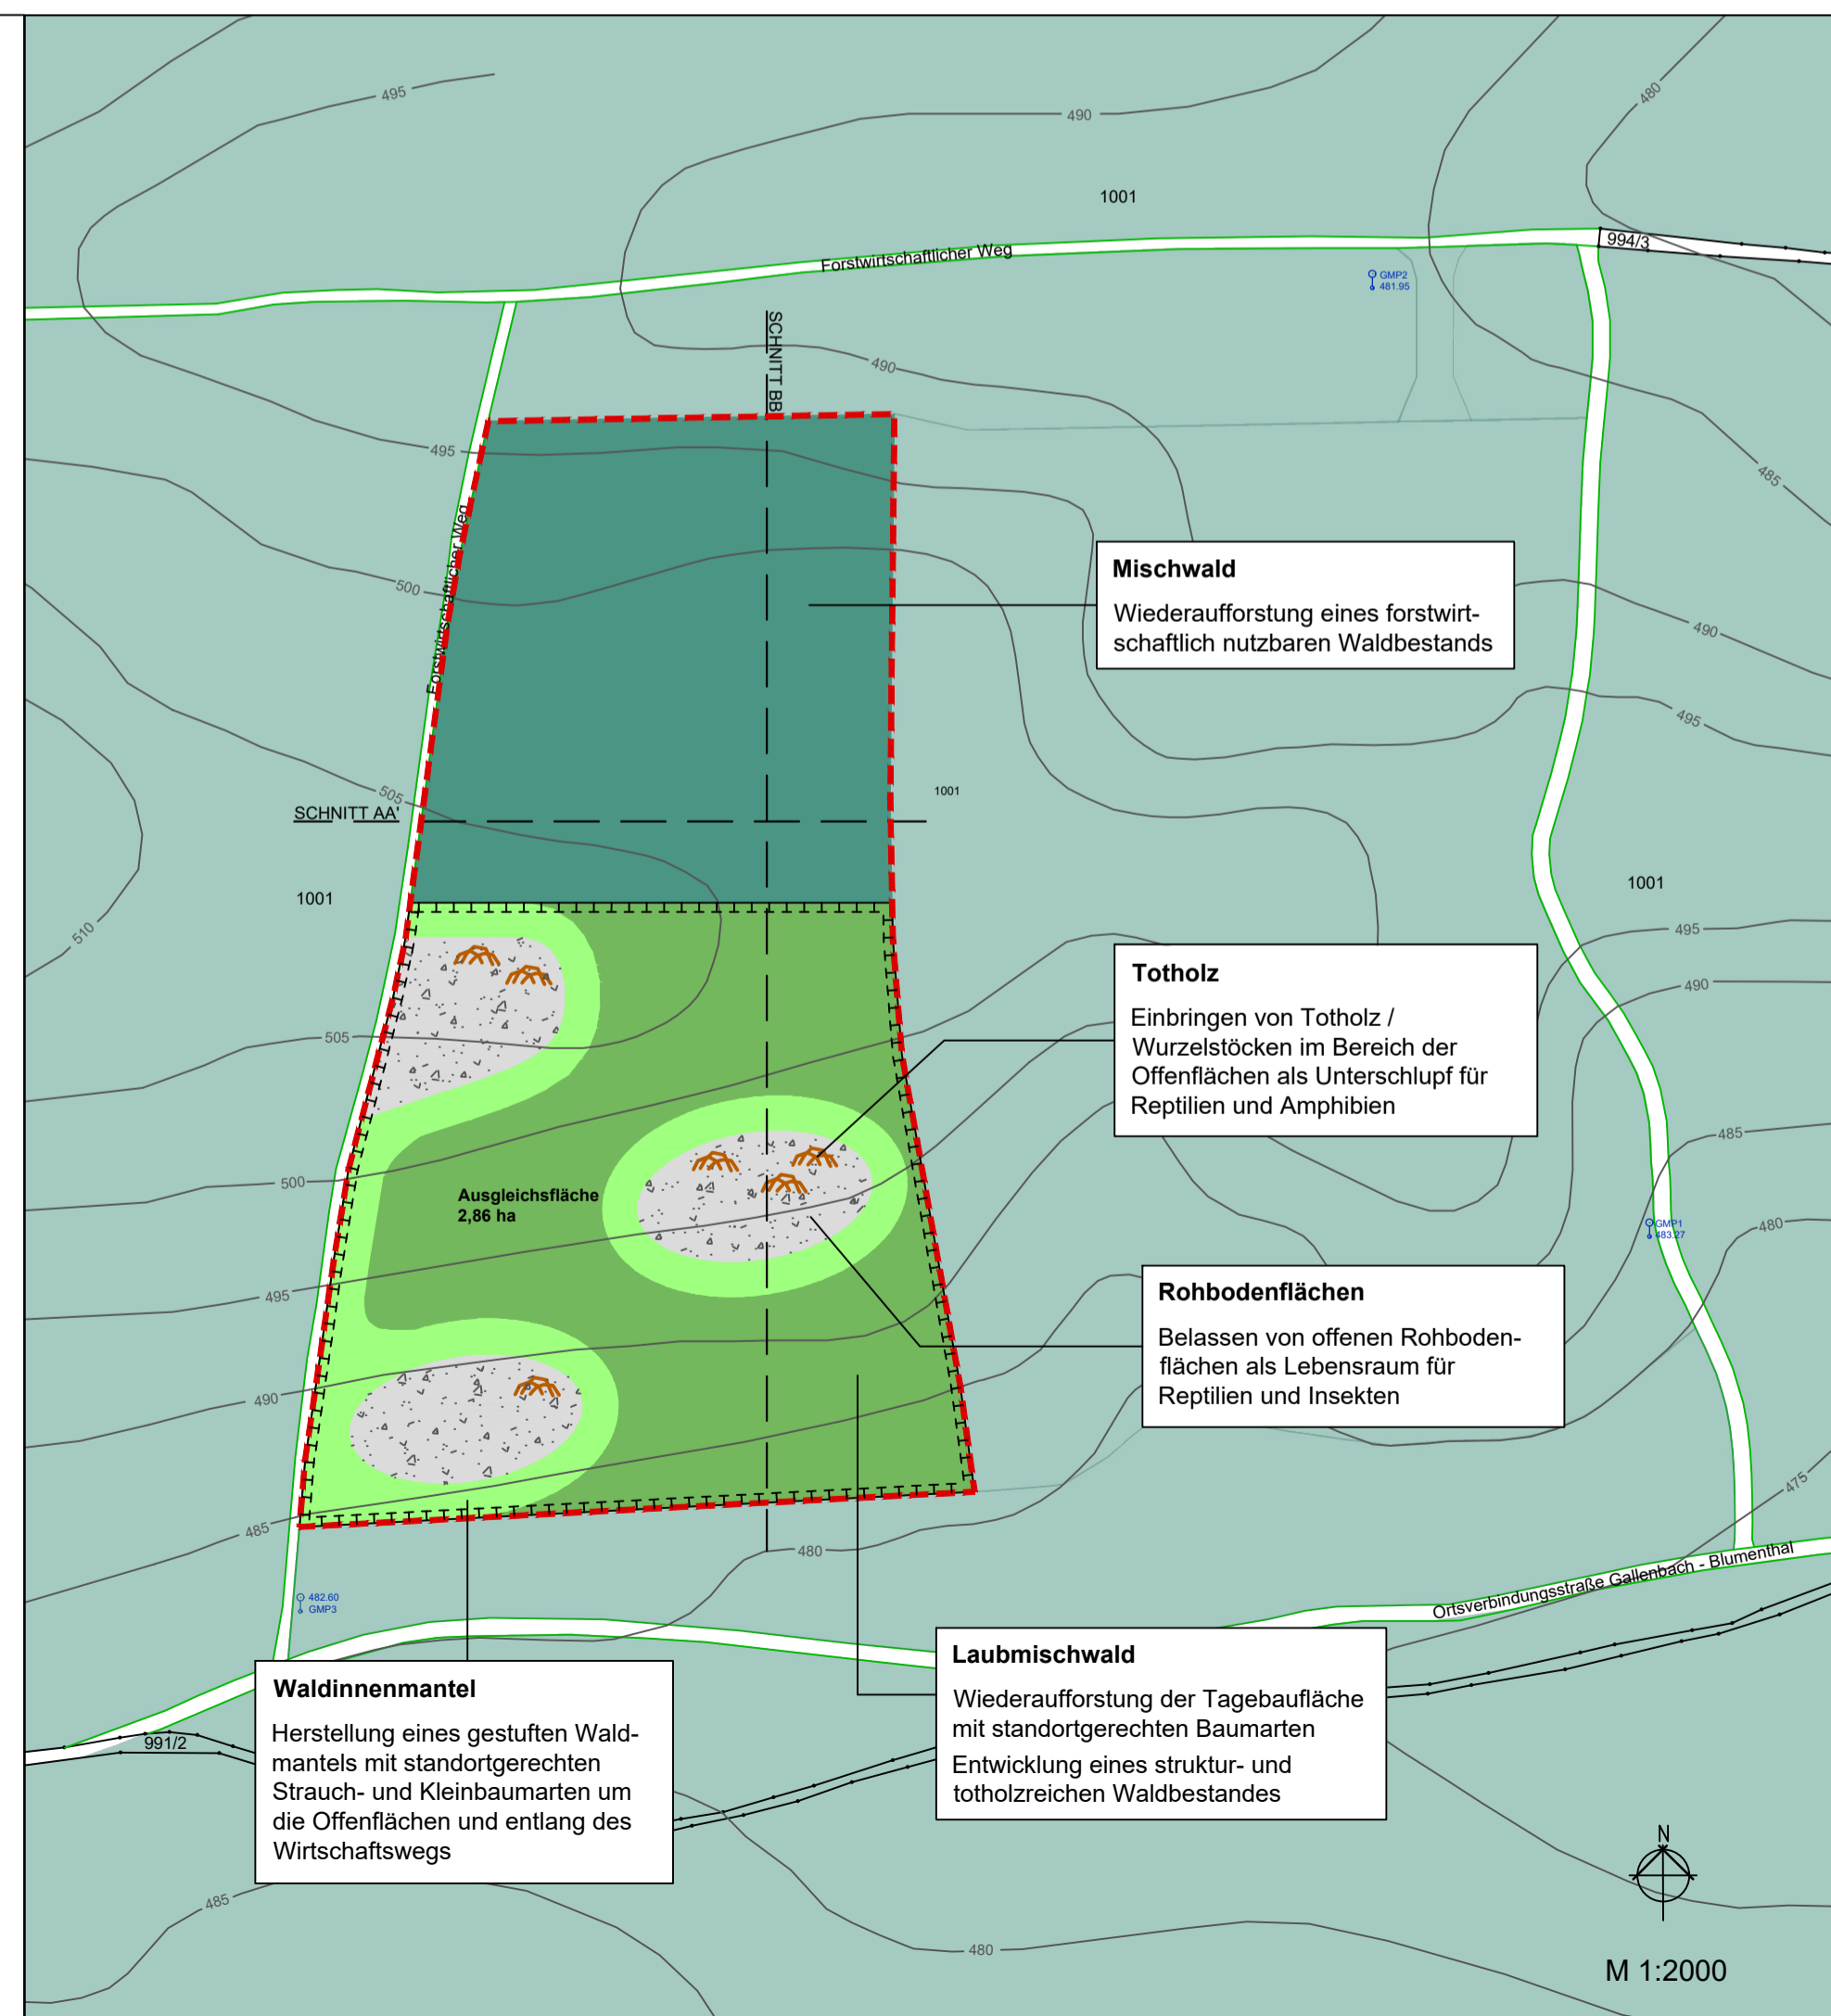 495
490
480
1001
994/3
Forstwirtschaftlicher Weg
GMP2
481.95
SCHNITT BB'
490
495
485
Forstwirtschaftlicher Weg
500
Mischwald
Wiederaufforstung eines forstwirt-
schaftlich nutzbaren Waldbestands
490
495
505
1001
SCHNITT AA'
1001
1001
510
495
Totholz
Einbringen von Totholz /
Wurzelstöcken im Bereich der
Offenflächen als Unterschlupf für
Reptilien und Amphibien
490
505
485
500
Ausgleichsfläche
2,86 ha
GMP1
483.27
480
495
Rohbodenflächen
Belassen von offenen Rohboden-
flächen als Lebensraum für
Reptilien und Insekten
490
475
485
480
Ortsverbindungsstraße Gallenbach - Blumenthal
482.60
GMP3
Laubmischwald
Wiederaufforstung der Tagebaufläche
mit standortgerechten Baumarten
Entwicklung eines struktur- und
totholzreichen Waldbestandes
Waldinnenmantel
Herstellung eines gestuften Wald-
mantels mit standortgerechten
Strauch- und Kleinbaumarten um
die Offenflächen und entlang des
Wirtschaftswegs
991/2
N
485
480
M 1:2000